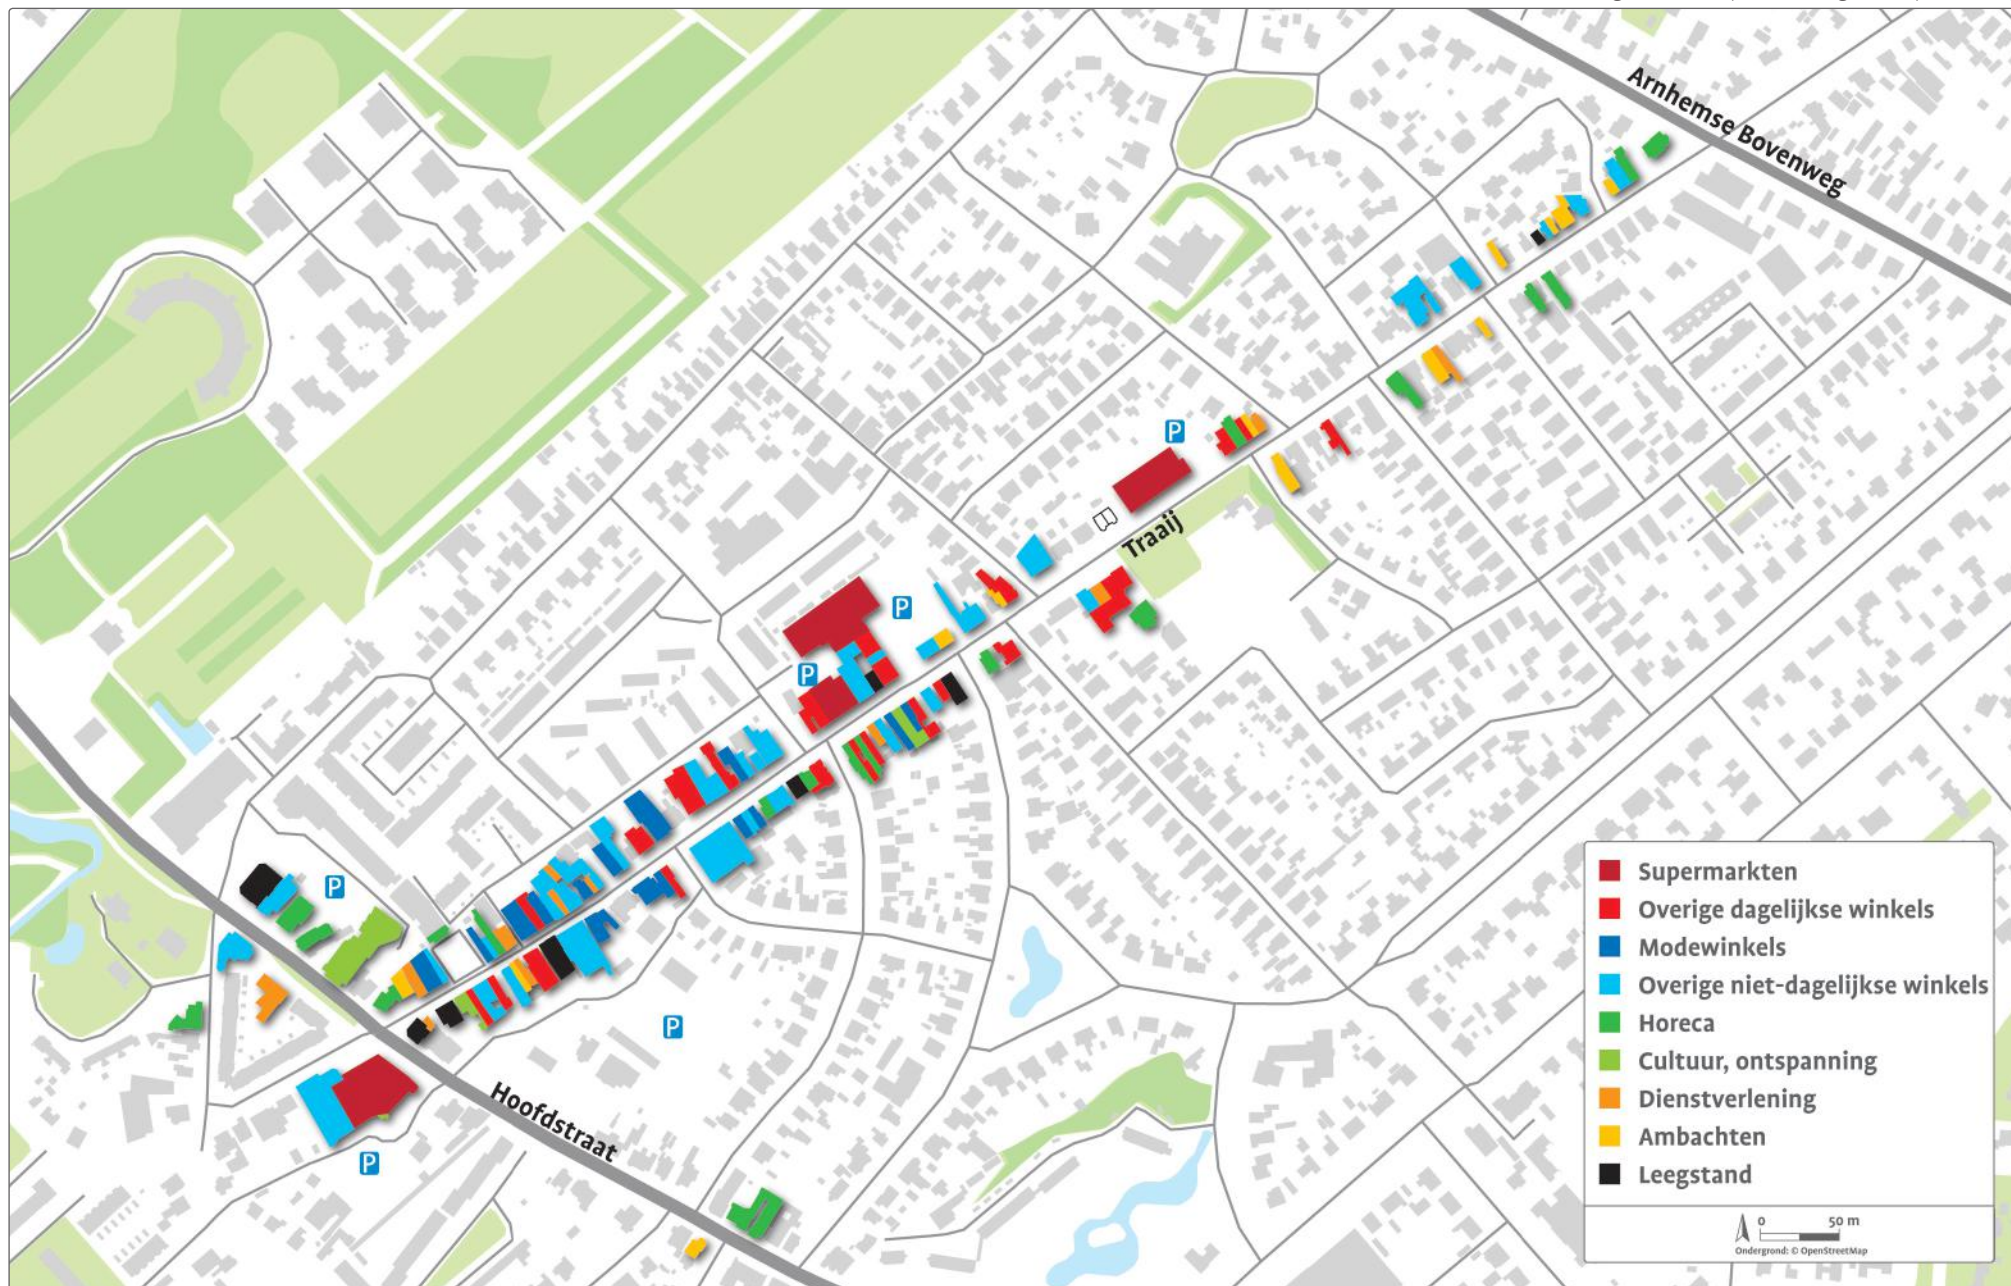 Arnhemse Bovenweg
P
Traaij
P
P
P
P
P
Hoofdstraat
Supermarkten
Overige dagelijkse winkels
Modewinkels
Overige niet-dagelijkse winkels
Horeca
Cultuur, ontspanning
Dienstverlening
Ambachten
Leegstand
0 50 m
Ondergrond: © OpenStreetMap